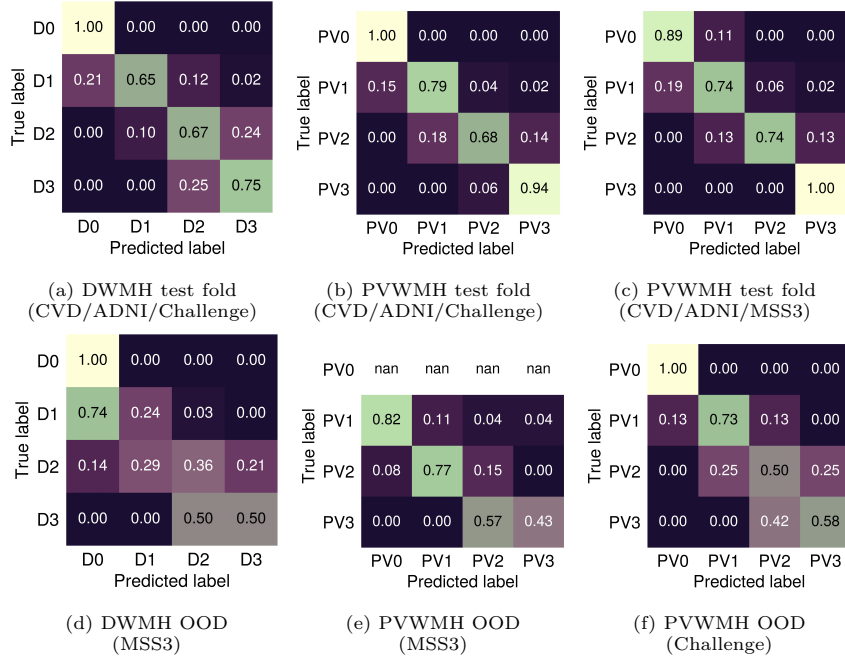 D0 1.00 0.00 0.00 0.00
D1 0.21 0.65 0.12 0.02
D2 0.00 0.10 0.67 0.24
D3 0.00 0.00 0.25 0.75
D0 D1 D2 D3
Predicted label
True label
(a) DWMH test fold
(CVD/ADNI/Challenge)
PV0 1.00 0.00 0.00 0.00
PV1 0.15 0.79 0.04 0.02
PV2 0.00 0.18 0.68 0.14
PV3 0.00 0.00 0.06 0.94
PV0 PV1 PV2 PV3
Predicted label
True label
(b) PVWMH test fold
(CVD/ADNI/Challenge)
PV0 0.89 0.11 0.00 0.00
PV1 0.19 0.74 0.06 0.02
PV2 0.00 0.13 0.74 0.13
PV3 0.00 0.00 0.00 1.00
PV0 PV1 PV2 PV3
Predicted label
True label
(c) PVWMH test fold
(CVD/ADNI/MSS3)
D0 1.00 0.00 0.00 0.00
D1 0.74 0.24 0.03 0.00
D2 0.14 0.29 0.36 0.21
D3 0.00 0.00 0.50 0.50
D0 D1 D2 D3
Predicted label
True label
(d) DWMH OOD
(MSS3)
PV0 nan nan nan nan
PV1 0.82 0.11 0.04 0.04
PV2 0.08 0.77 0.15 0.00
PV3 0.00 0.00 0.57 0.43
PV0 PV1 PV2 PV3
Predicted label
True label
(e) PVWMH OOD
(MSS3)
PV0 1.00 0.00 0.00 0.00
PV1 0.13 0.73 0.13 0.00
PV2 0.00 0.25 0.50 0.25
PV3 0.00 0.00 0.42 0.58
PV0 PV1 PV2 PV3
Predicted label
True label
(f) PVWMH OOD
(Challenge)